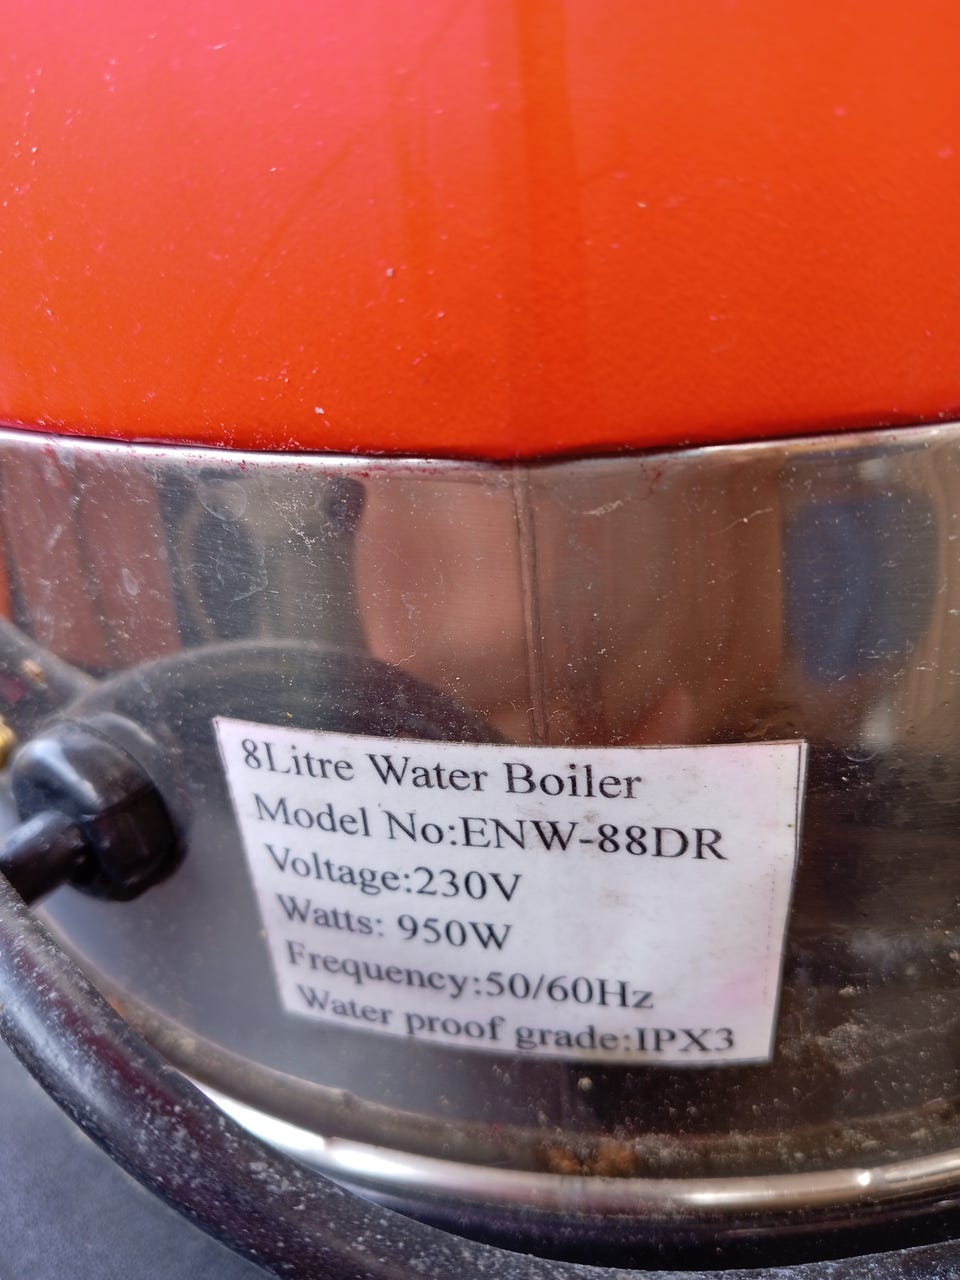 8Litre Water Boiler
Model No:ENW-88DR
Voltage:230V
Watts: 950W
Frequency:50/60Hz
Water proof grade:IPX3